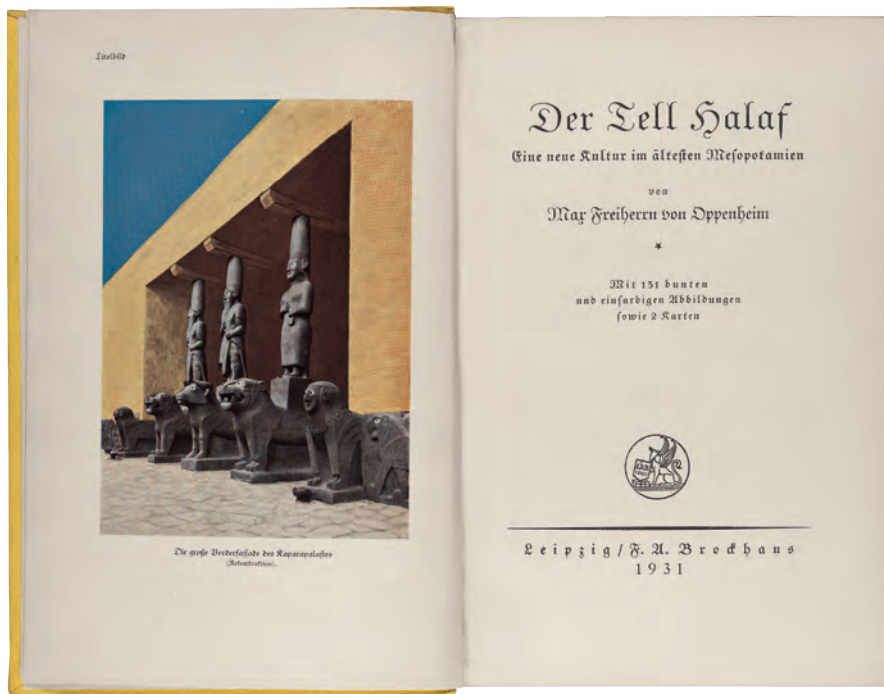 Titelbild
Die große Vorderfassade des Kaparapalastes
(Rekonstruktion).
Der Tell Halaf
Eine neue Kultur im ältesten Mesopotamien
von
Max Freiherrn von Oppenheim
*
Mit 131 bunten
und einfarbigen Abbildungen
sowie 2 Karten
Leipzig / F. A. Brockhaus
1931